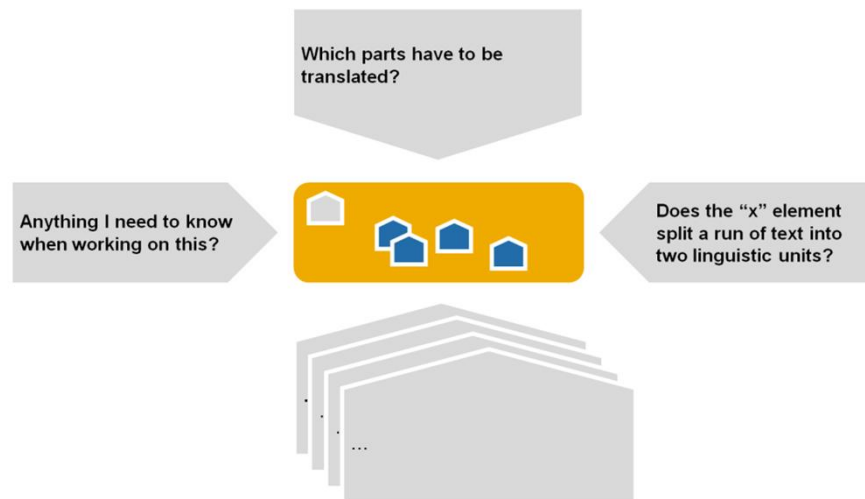 Which parts have to be
translated?
Anything I need to know
when working on this?
Does the “x” element
split a run of text into
two linguistic units?
.
.
.
...